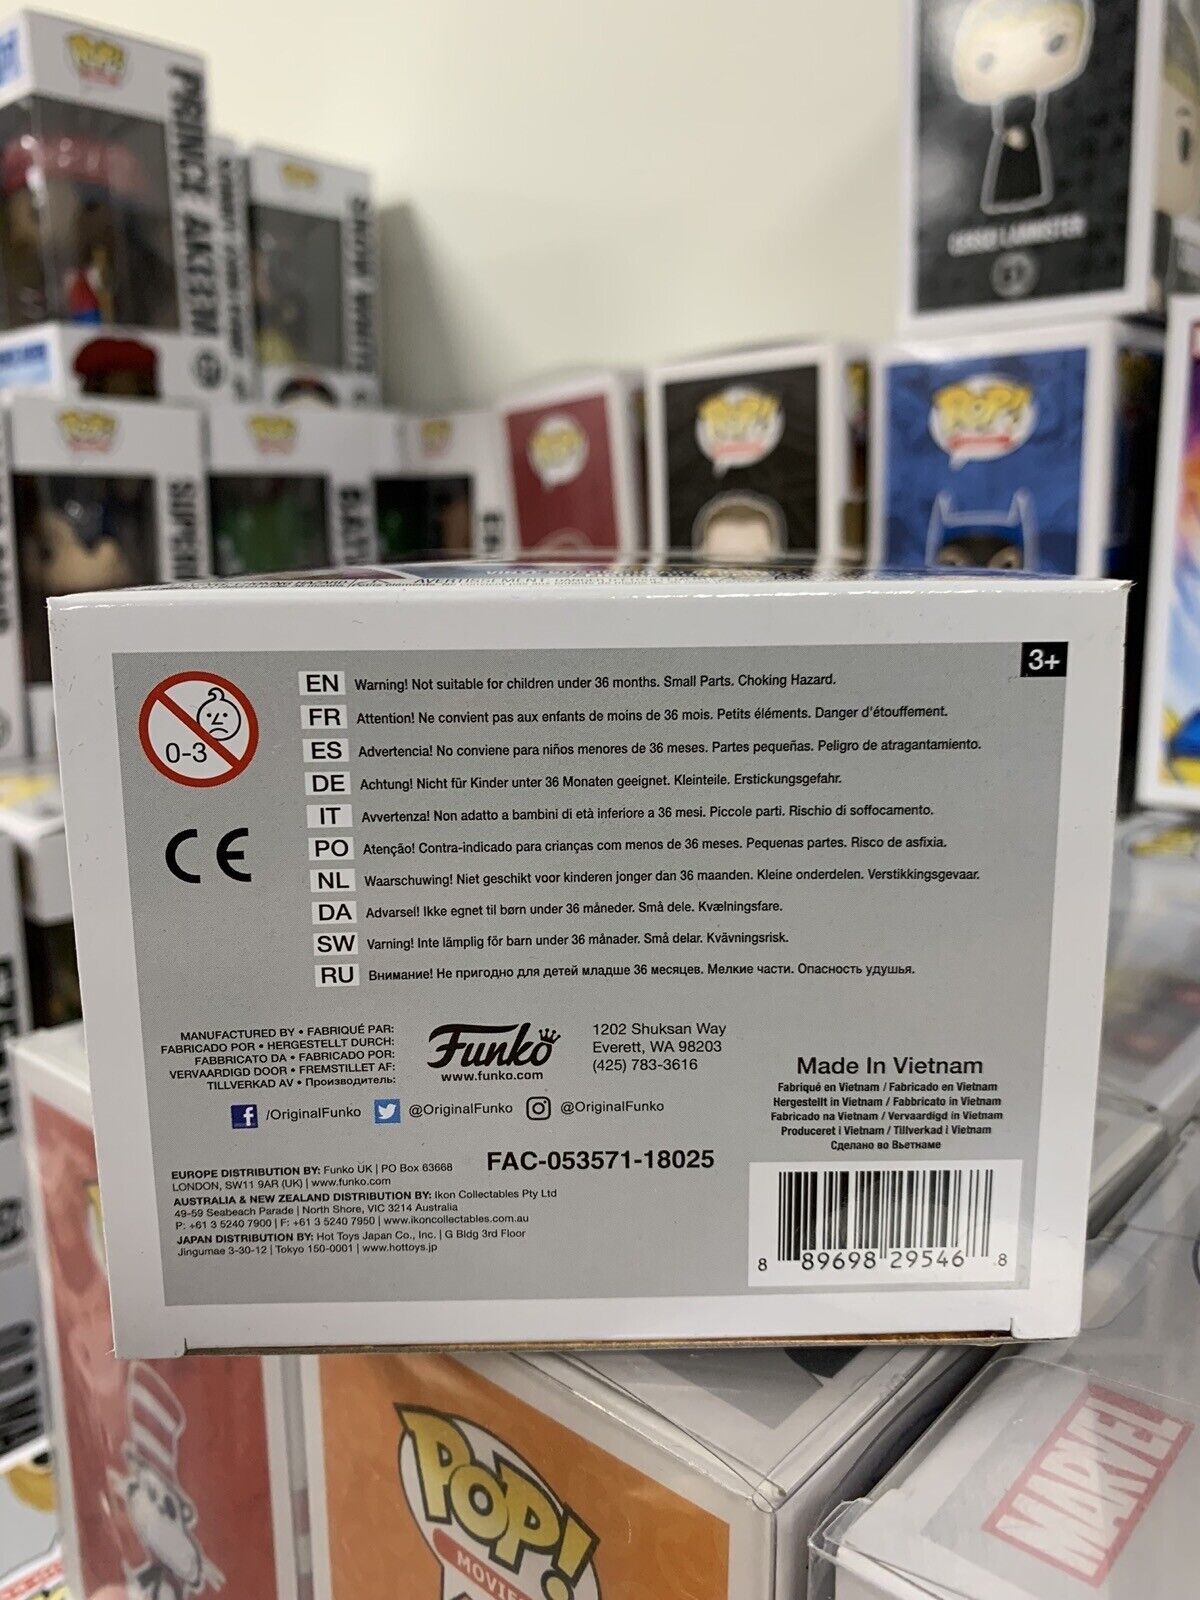 POP!
PRINCE AKEEM
SNOW WHITE
CERSEI LANNISTER
POP!
POP!
POP!
POP!
POP!
3+
0-3
CE
EN Warning! Not suitable for children under 36 months. Small Parts. Choking Hazard.
FR Attention! Ne convient pas aux enfants de moins de 36 mois. Petits éléments. Danger d'étouffement.
ES Advertencia! No conviene para niños menores de 36 meses. Partes pequeñas. Peligro de atragantamiento.
DE Achtung! Nicht für Kinder unter 36 Monaten geeignet. Kleinteile. Erstickungsgefahr.
IT Avvertenza! Non adatto a bambini di età inferiore a 36 mesi. Piccole parti. Rischio di soffocamento.
PO Atenção! Contra-indicado para crianças com menos de 36 meses. Pequenas partes. Risco de asfixia.
NL Waarschuwing! Niet geschikt voor kinderen jonger dan 36 maanden. Kleine onderdelen. Verstikkingsgevaar.
DA Advarsel! Ikke egnet til børn under 36 måneder. Små dele. Kvælningsfare.
SW Varning! Inte lämplig för barn under 36 månader. Små delar. Kvävningsrisk.
RU Внимание! Не пригодно для детей младше 36 месяцев. Мелкие части. Опасность удушья.
MANUFACTURED BY • FABRIQUÉ PAR:
FABRICADO POR • HERGESTELLT DURCH:
FABBRICATO DA • FABRICADO POR:
VERVAARDIGD DOOR • FREMSTILLET AF:
TILLVERKAD AV • Производитель:
Funko
www.funko.com
1202 Shuksan Way
Everett, WA 98203
(425) 783-3616
/OriginalFunko @OriginalFunko @OriginalFunko
Made In Vietnam
Fabriqué en Vietnam / Fabricado en Vietnam
Hergestellt in Vietnam / Fabbricato in Vietnam
Fabricado na Vietnam / Vervaardigd in Vietnam
Produceret i Vietnam / Tillverkad i Vietnam
Сделано во Вьетнаме
FAC-053571-18025
EUROPE DISTRIBUTION BY: Funko UK | PO Box 63668
LONDON, SW11 9AR (UK) | www.funko.com
AUSTRALIA & NEW ZEALAND DISTRIBUTION BY: Ikon Collectables Pty Ltd
49-59 Seabeach Parade | North Shore, VIC 3214 Australia
P: +61 3 5240 7900 | F: +61 3 5240 7950 | www.ikoncollectables.com.au
JAPAN DISTRIBUTION BY: Hot Toys Japan Co., Inc. | G Bldg 3rd Floor
Jingumae 3-30-12 | Tokyo 150-0001 | www.hottoys.jp
8 89698 29546 8
POP!
MOVIES
MARVEL